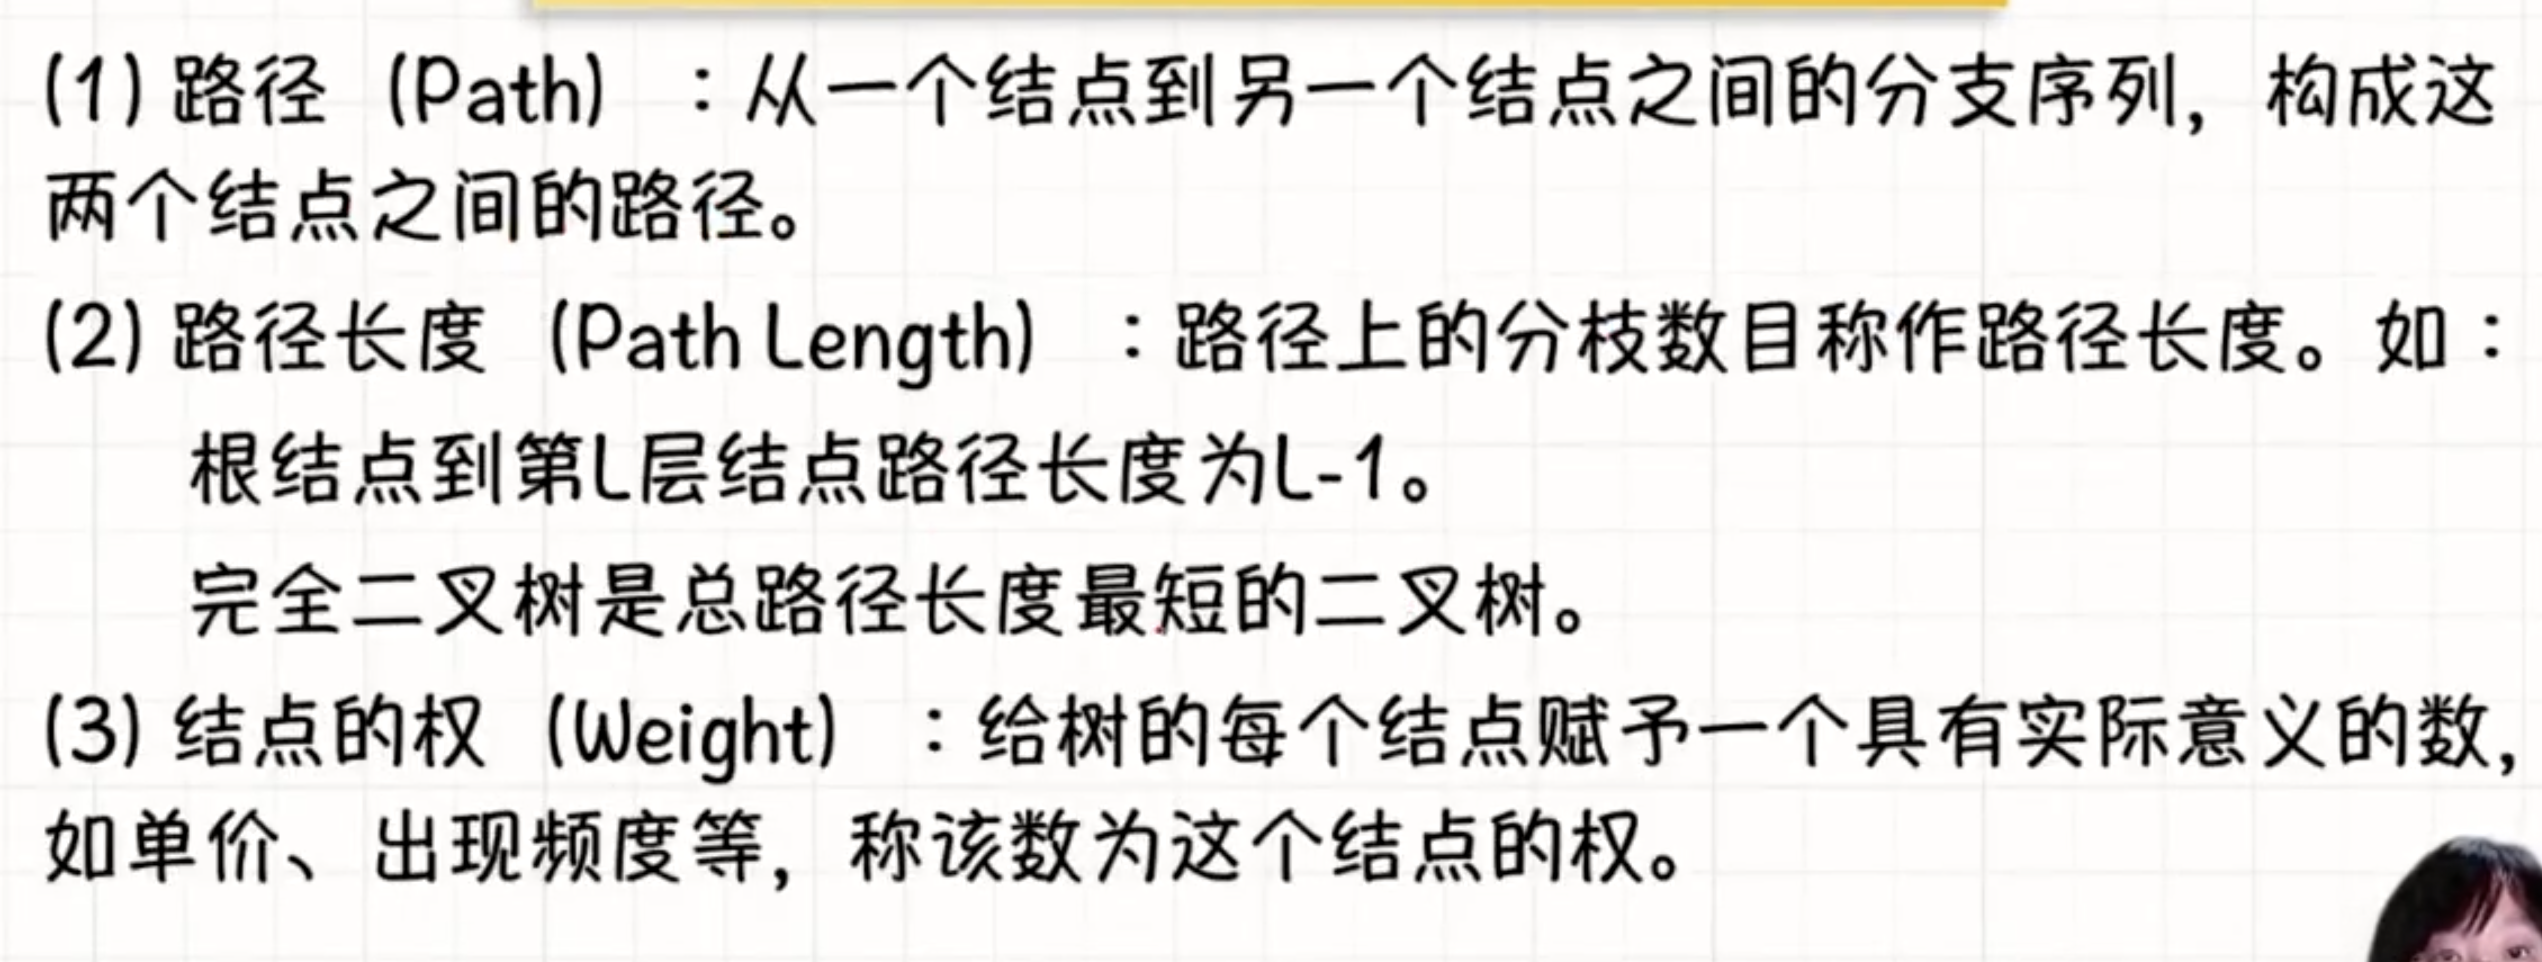 (1) 路径（Path）：从一个结点到另一个结点之间的分支序列，构成这
两个结点之间的路径。
(2) 路径长度（Path Length）：路径上的分枝数目称作路径长度。如：
根结点到第L层结点路径长度为L-1。
完全二叉树是总路径长度最短的二叉树。
(3) 结点的权（Weight）：给树的每个结点赋予一个具有实际意义的数，
如单价、出现频度等，称该数为这个结点的权。